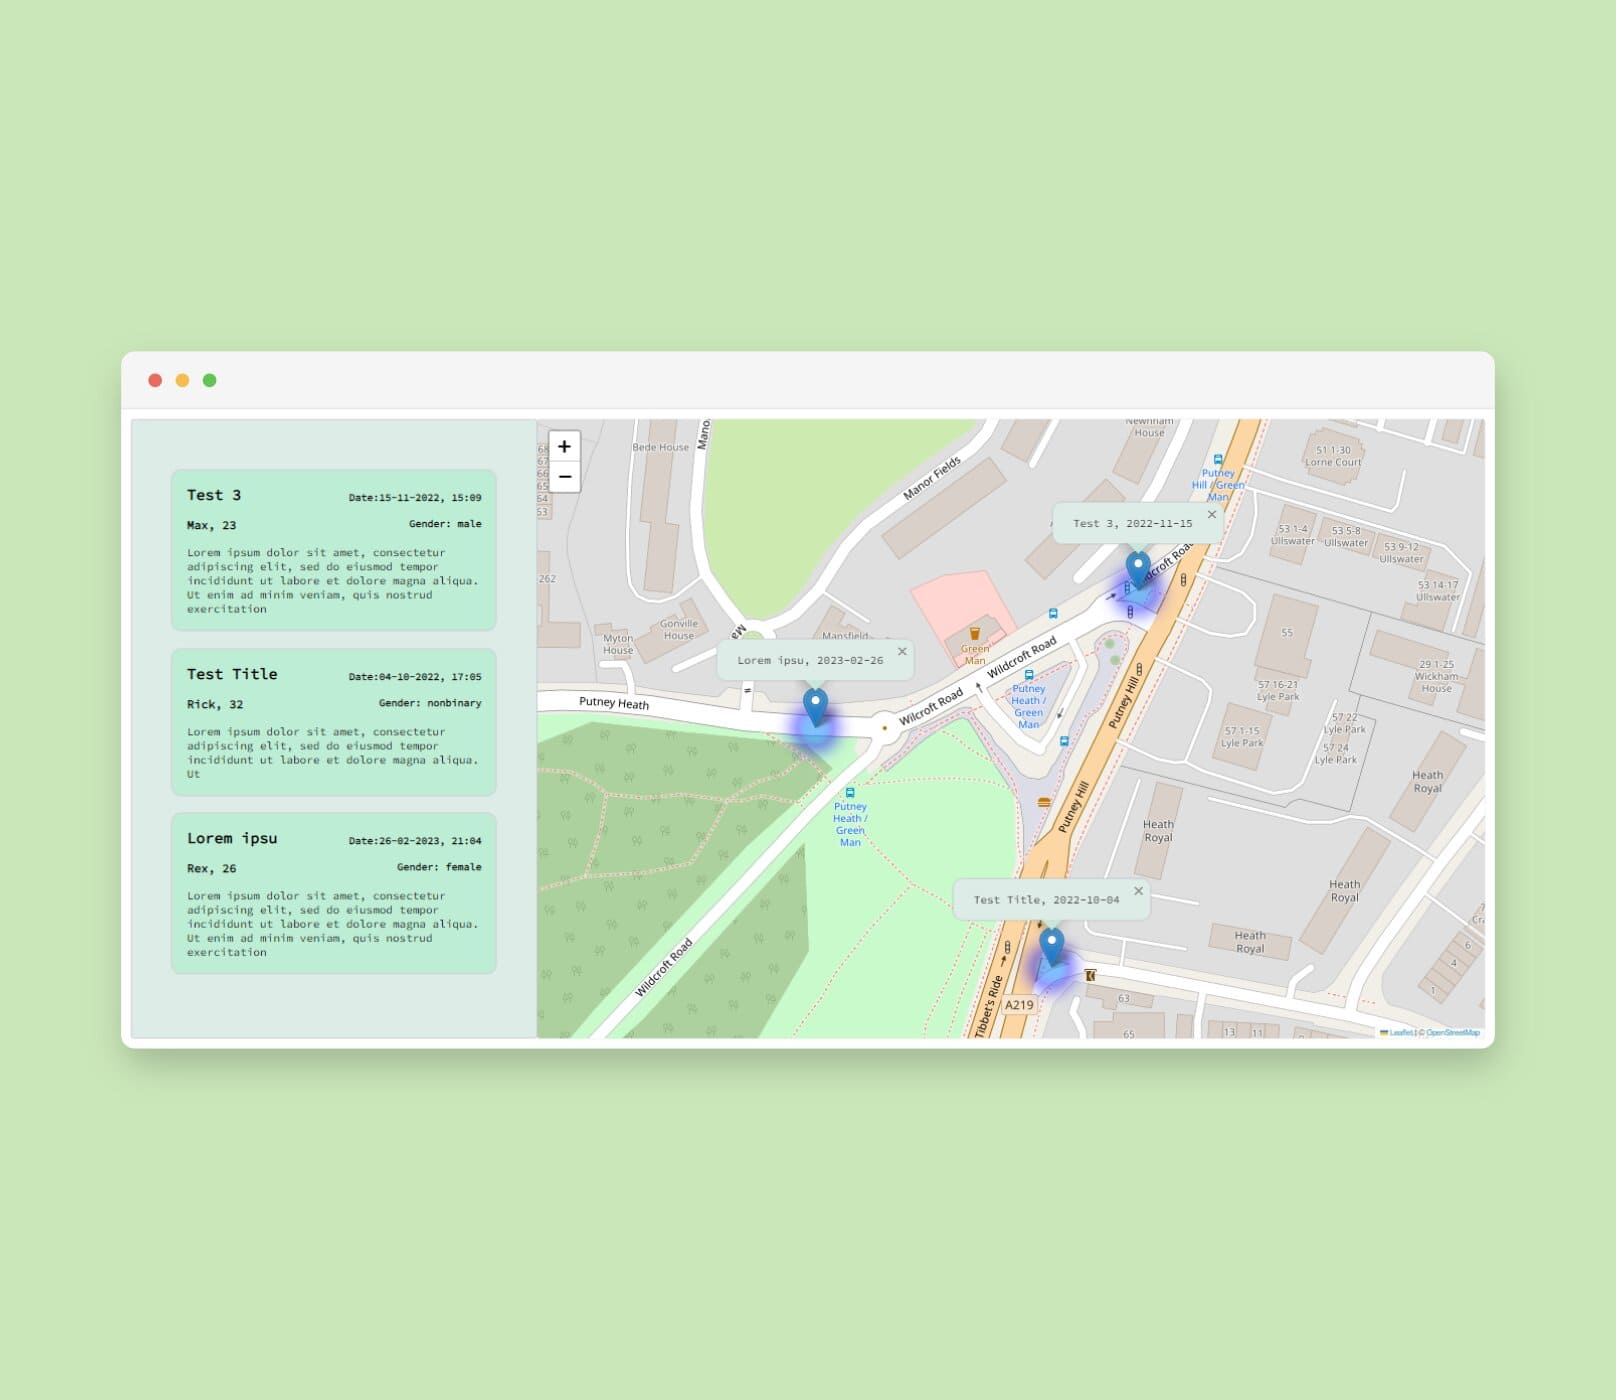 Test 3
Date:15-11-2022, 15:09
Max, 23
Gender: male
Lorem ipsum dolor sit amet, consectetur
adipiscing elit, sed do eiusmod tempor
incididunt ut labore et dolore magna aliqua.
Ut enim ad minim veniam, quis nostrud
exercitation
Test Title
Date:04-10-2022, 17:05
Rick, 32
Gender: nonbinary
Lorem ipsum dolor sit amet, consectetur
adipiscing elit, sed do eiusmod tempor
incididunt ut labore et dolore magna aliqua.
Ut
Lorem ipsu
Date:26-02-2023, 21:04
Rex, 26
Gender: female
Lorem ipsum dolor sit amet, consectetur
adipiscing elit, sed do eiusmod tempor
incididunt ut labore et dolore magna aliqua.
Ut enim ad minim veniam, quis nostrud
exercitation
+
−
68
67
66
65
64
63
262
Bede House
Manor Fields
Newnham
House
Putney
Hill / Green
Man
51 1-30
Lorne Court
Test 3, 2022-11-15
53 1-4
Ullswater
53 5-8
Ullswater
53 9-12
Ullswater
53 14-17
Ullswater
Gonville
House
Myton
House
Mansfield
Lorem ipsu, 2023-02-26
Green
Man
Wildcroft Road
Putney Heath
Wilcroft Road
Putney
Heath /
Green
Man
Putney Hill
55
57 16-21
Lyle Park
29 1-25
Wickham
House
57 1-15
Lyle Park
57 22
Lyle Park
57 24
Lyle Park
Putney
Heath /
Green
Man
Putney Hill
Heath
Royal
Heath
Royal
Heath
Royal
Heath
Royal
Test Title, 2022-10-04
Wildcroft Road
Tibbet's Ride
A219
63
65
13
11
6
4
1
Leaflet | © OpenStreetMap